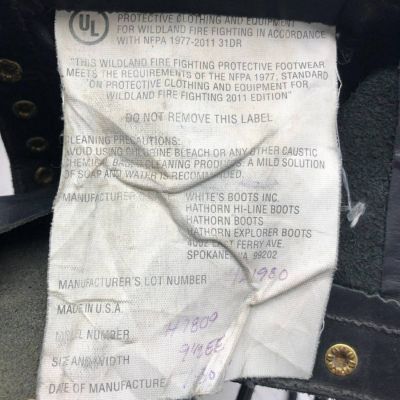 UL
PROTECTIVE CLOTHING AND EQUIPMENT
FOR WILDLAND FIRE FIGHTING IN ACCORDANCE
WITH NFPA 1977-2011 31DR
"THIS WILDLAND FIRE FIGHTING PROTECTIVE FOOTWEAR
MEETS THE REQUIREMENTS OF THE NFPA 1977, STANDARD
ON PROTECTIVE CLOTHING AND EQUIPMENT FOR
WILDLAND FIRE FIGHTING 2011 EDITION"
DO NOT REMOVE THIS LABEL
CLEANING PRECAUTIONS:
AVOID USING CHLORINE BLEACH OR ANY OTHER CAUSTIC
CHEMICAL BASED CLEANING PRODUCTS. A MILD SOLUTION
OF SOAP AND WATER IS RECOMMENDED.
MANUFACTURER WHITE'S BOOTS INC.
HATHORN HI-LINE BOOTS
HATHORN BOOTS
HATHORN EXPLORER BOOTS
4002 EAST FERRY AVE.
SPOKANE WA 99202
MANUFACTURER'S LOT NUMBER
MADE IN U.S.A.
MODEL NUMBER H7809
SIZE AND WIDTH
DATE OF MANUFACTURE